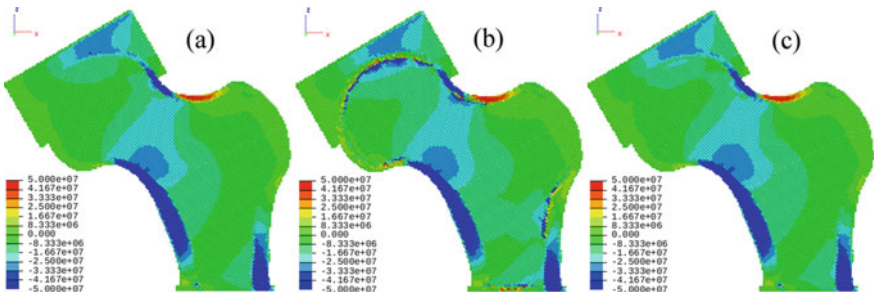 z
x
(a)
5.000e+07
4.167e+07
3.333e+07
2.500e+07
1.667e+07
8.333e+06
0.000
-8.333e+06
-1.667e+07
-2.500e+07
-3.333e+07
-4.167e+07
-5.000e+07
z
x
(b)
5.000e+07
4.167e+07
3.333e+07
2.500e+07
1.667e+07
8.333e+06
0.000
-8.333e+06
-1.667e+07
-2.500e+07
-3.333e+07
-4.167e+07
-5.000e+07
z
x
(c)
5.000e+07
4.167e+07
3.333e+07
2.500e+07
1.667e+07
8.333e+06
0.000
-8.333e+06
-1.667e+07
-2.500e+07
-3.333e+07
-4.167e+07
-5.000e+07